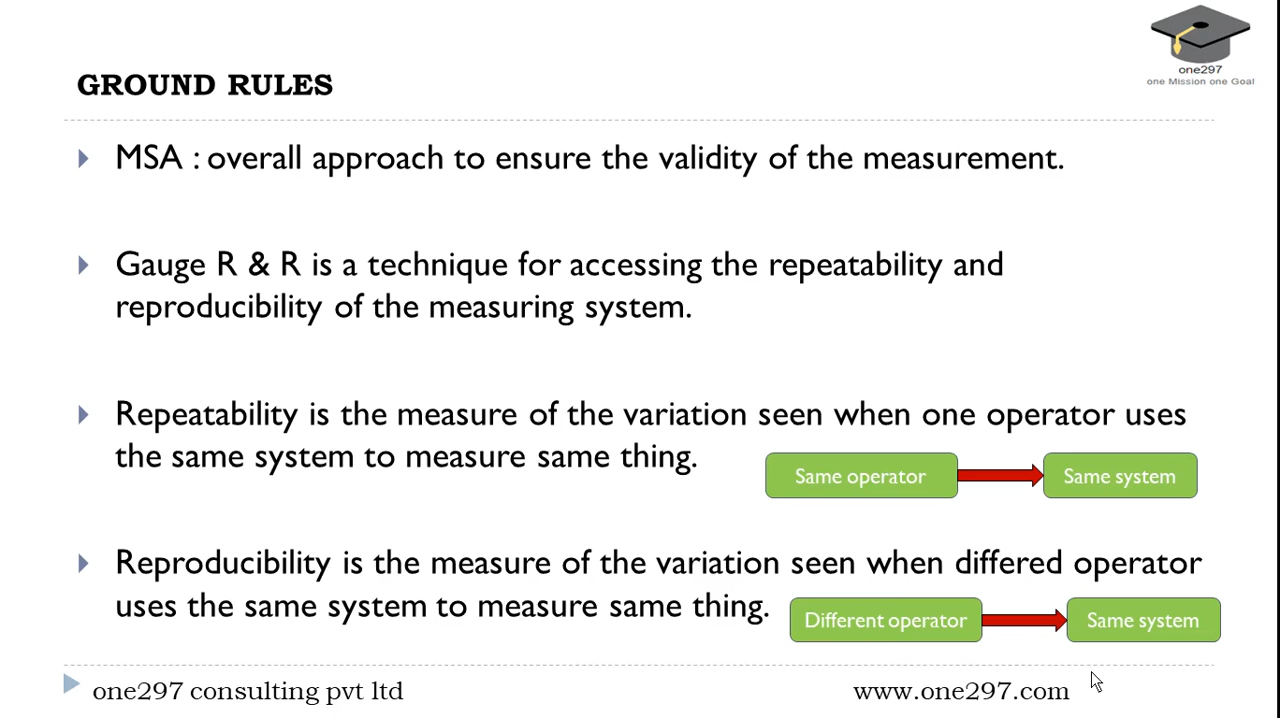 one297
one Mission one Goal
GROUND RULES
MSA : overall approach to ensure the validity of the measurement.
Gauge R & R is a technique for accessing the repeatability and
reproducibility of the measuring system.
Repeatability is the measure of the variation seen when one operator uses
the same system to measure same thing.
Same operator
Same system
Reproducibility is the measure of the variation seen when differed operator
uses the same system to measure same thing.
Different operator
Same system
one297 consulting pvt ltd
www.one297.com